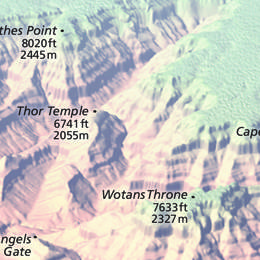 thes Point
8020ft
2445m
Thor Temple
6741ft
2055m
Cape
Wotans Throne
7633ft
2327m
ngels
Gate